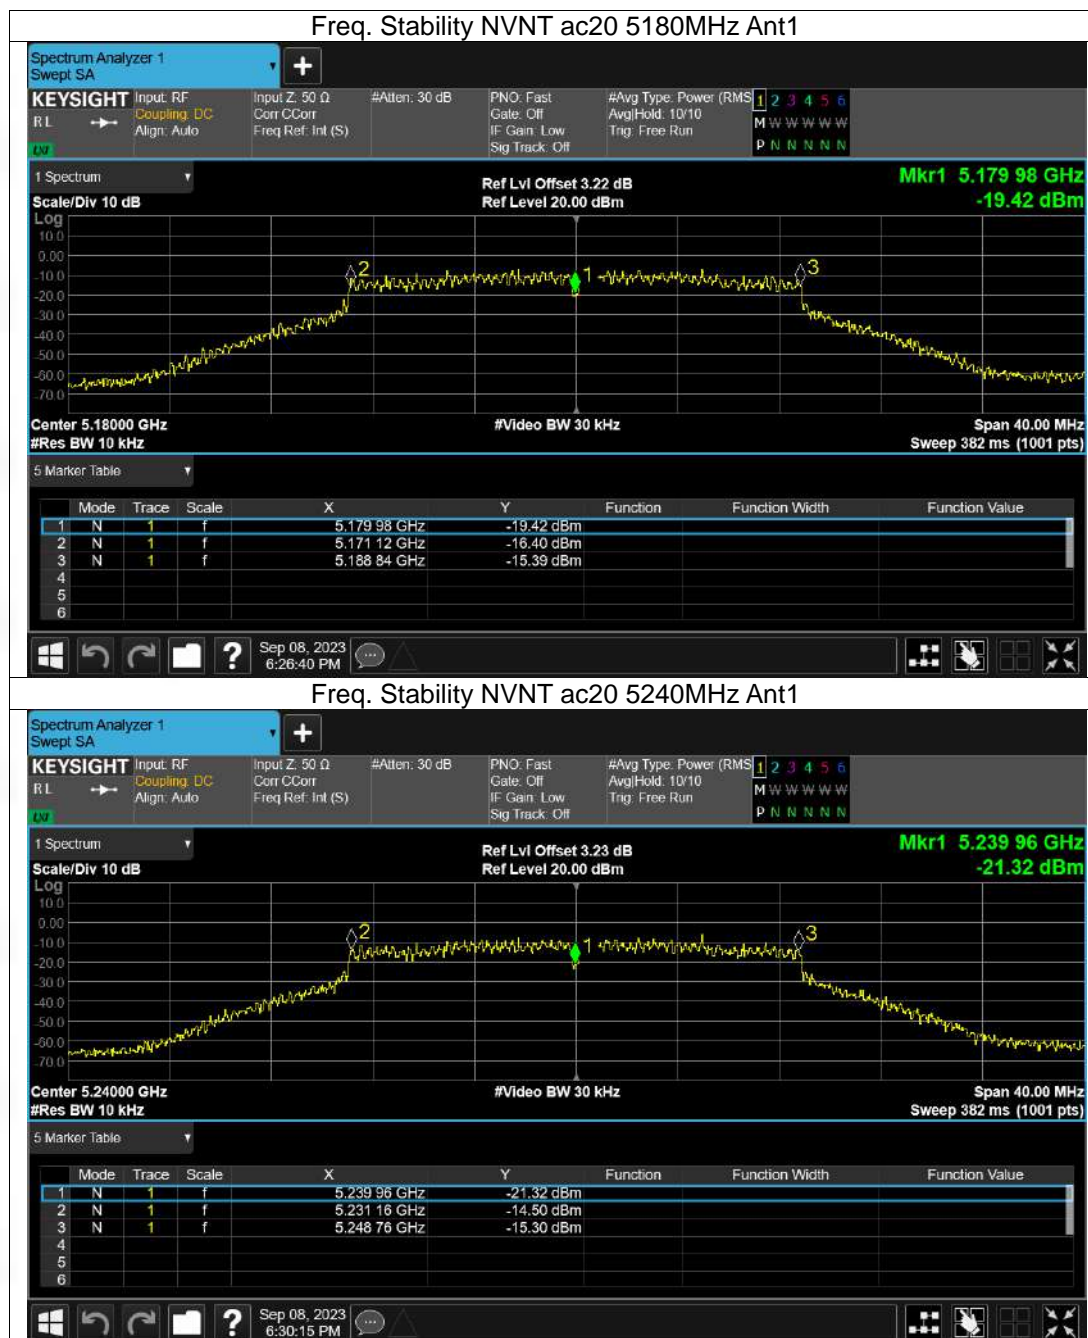 Freq. Stability NVNT ac20 5180MHz Ant1
Spectrum Analyzer 1
Swept SA
+
KEYSIGHT Input: RF Input Z: 50 Ω #Atten: 30 dB PNO: Fast #Avg Type: Power (RMS 1 2 3 4 5 6
RL Coupling: DC Corr CCorr Gate: Off Avg|Hold: 10/10 M W W W W W
Align: Auto Freq Ref: Int (S) IF Gain: Low Trig: Free Run
LXI Sig Track: Off P N N N N N
1 Spectrum Ref Lvl Offset 3.22 dB Mkr1 5.179 98 GHz
Scale/Div 10 dB Ref Level 20.00 dBm -19.42 dBm
Log
10.0
0.00
-10.0
-20.0
-30.0
-40.0
-50.0
-60.0
-70.0
2 1 3
Center 5.18000 GHz #Video BW 30 kHz Span 40.00 MHz
#Res BW 10 kHz Sweep 382 ms (1001 pts)
5 Marker Table
Mode Trace Scale X Y Function Function Width Function Value
1 N 1 f 5.179 98 GHz -19.42 dBm
2 N 1 f 5.171 12 GHz -16.40 dBm
3 N 1 f 5.188 84 GHz -15.39 dBm
4
5
6
? Sep 08, 2023
6:26:40 PM
Freq. Stability NVNT ac20 5240MHz Ant1
Spectrum Analyzer 1
Swept SA
+
KEYSIGHT Input: RF Input Z: 50 Ω #Atten: 30 dB PNO: Fast #Avg Type: Power (RMS 1 2 3 4 5 6
RL Coupling: DC Corr CCorr Gate: Off Avg|Hold: 10/10 M W W W W W
Align: Auto Freq Ref: Int (S) IF Gain: Low Trig: Free Run
LXI Sig Track: Off P N N N N N
1 Spectrum Ref Lvl Offset 3.23 dB Mkr1 5.239 96 GHz
Scale/Div 10 dB Ref Level 20.00 dBm -21.32 dBm
Log
10.0
0.00
-10.0
-20.0
-30.0
-40.0
-50.0
-60.0
-70.0
2 1 3
Center 5.24000 GHz #Video BW 30 kHz Span 40.00 MHz
#Res BW 10 kHz Sweep 382 ms (1001 pts)
5 Marker Table
Mode Trace Scale X Y Function Function Width Function Value
1 N 1 f 5.239 96 GHz -21.32 dBm
2 N 1 f 5.231 16 GHz -14.50 dBm
3 N 1 f 5.248 76 GHz -15.30 dBm
4
5
6
? Sep 08, 2023
6:30:15 PM